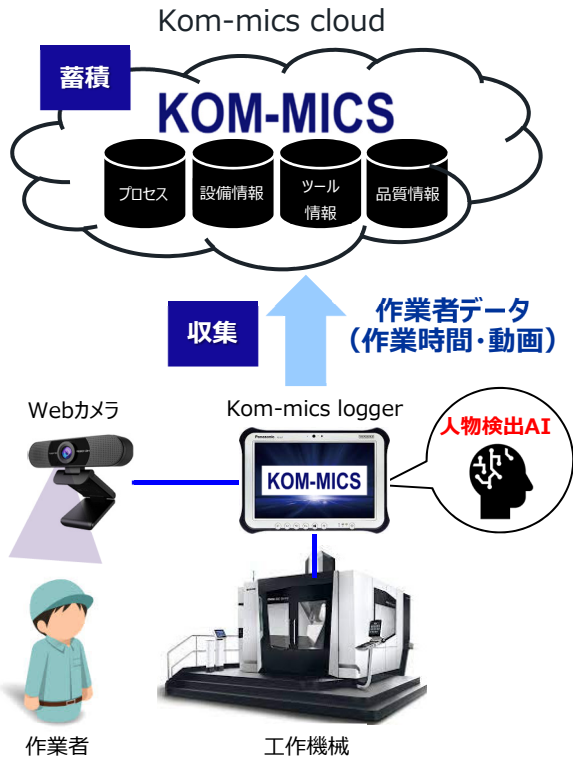 Kom-mics cloud
蓄積
KOM-MICS
プロセス
設備情報
ツール
情報
品質情報
収集
作業者データ
（作業時間・動画）
Webカメラ
Kom-mics logger
人物検出AI
Panasonic
KOM-MICS
作業者
工作機械